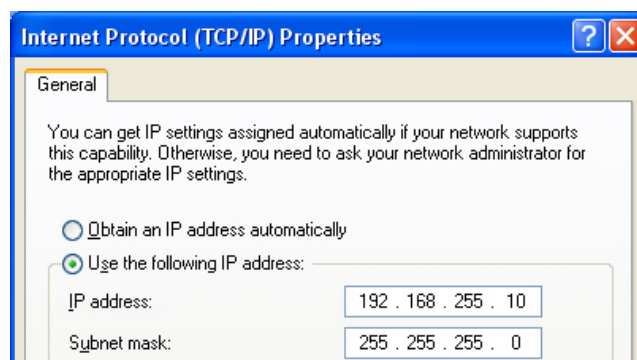 Internet Protocol (TCP/IP) Properties
General
You can get IP settings assigned automatically if your network supports
this capability. Otherwise, you need to ask your network administrator for
the appropriate IP settings.
Obtain an IP address automatically
Use the following IP address:
IP address: 192 . 168 . 255 . 10
Subnet mask: 255 . 255 . 255 . 0